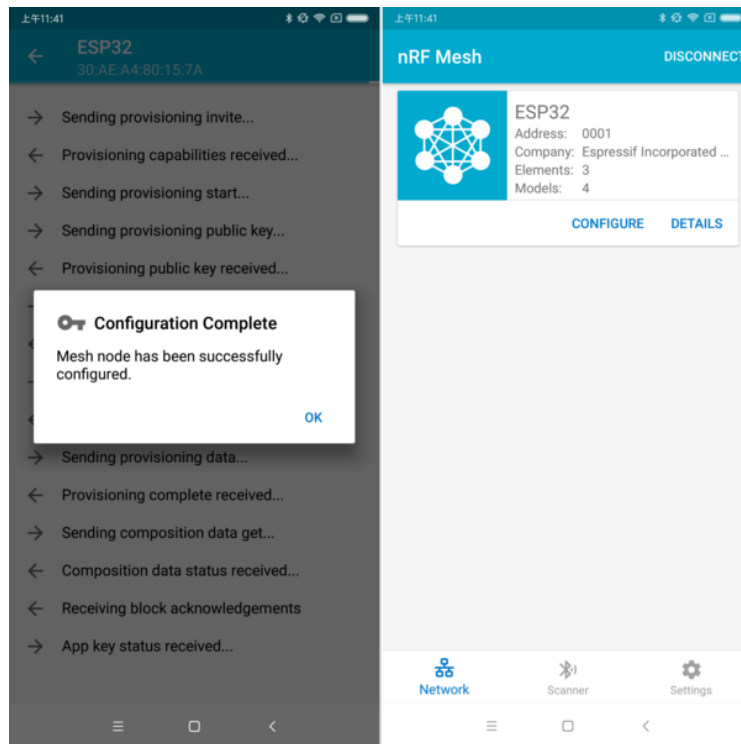 上午11:41
ESP32
30:AE:A4:80:15:7A
Sending provisioning invite...
Provisioning capabilities received...
Sending provisioning start...
Sending provisioning public key...
Provisioning public key received...
Configuration Complete
Mesh node has been successfully
configured.
OK
Sending provisioning data...
Provisioning complete received...
Sending composition data get...
Composition data status received...
Receiving block acknowledgements
App key status received...
上午11:41
nRF Mesh
DISCONNECT
ESP32
Address: 0001
Company: Espressif Incorporated ...
Elements: 3
Models: 4
CONFIGURE DETAILS
Network Scanner Settings